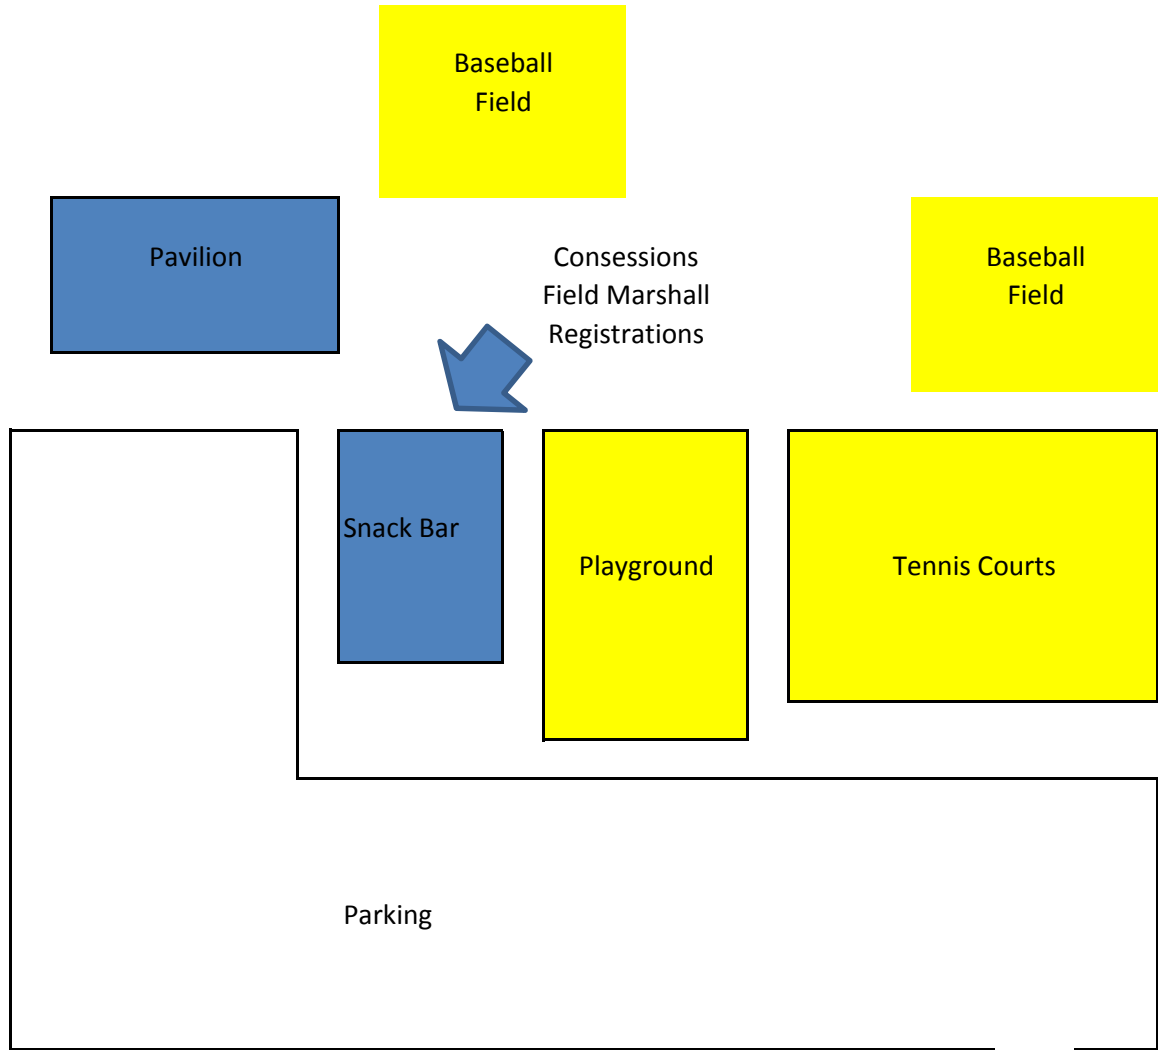 Baseball
Field
Pavilion
Consessions
Field Marshall
Registrations
Baseball
Field
Snack Bar
Playground
Tennis Courts
Parking